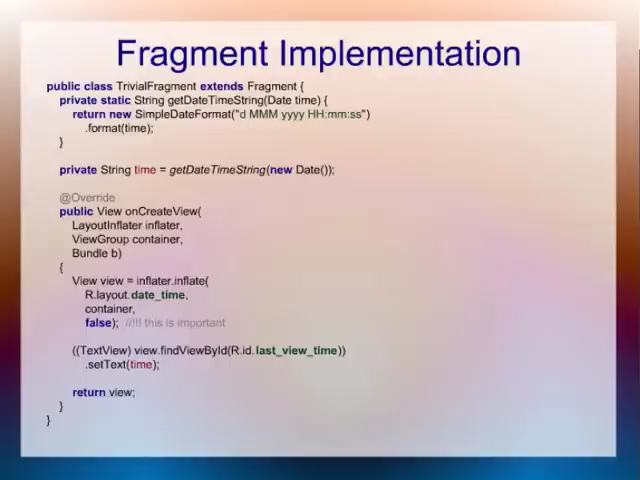 Fragment Implementation
public class TrivialFragment extends Fragment {
private static String getDateTimeString(Date time) {
return new SimpleDateFormat("d MMM yyyy HH:mm:ss")
.format(time);
}
private String time = getDateTimeString(new Date());
@Override
public View onCreateView(
LayoutInflater inflater,
ViewGroup container,
Bundle b)
{
View view = inflater.inflate(
R.layout.date_time,
container,
false); //!!! this is important
((TextView) view.findViewById(R.id.last_view_time))
.setText(time);
return view;
}
}